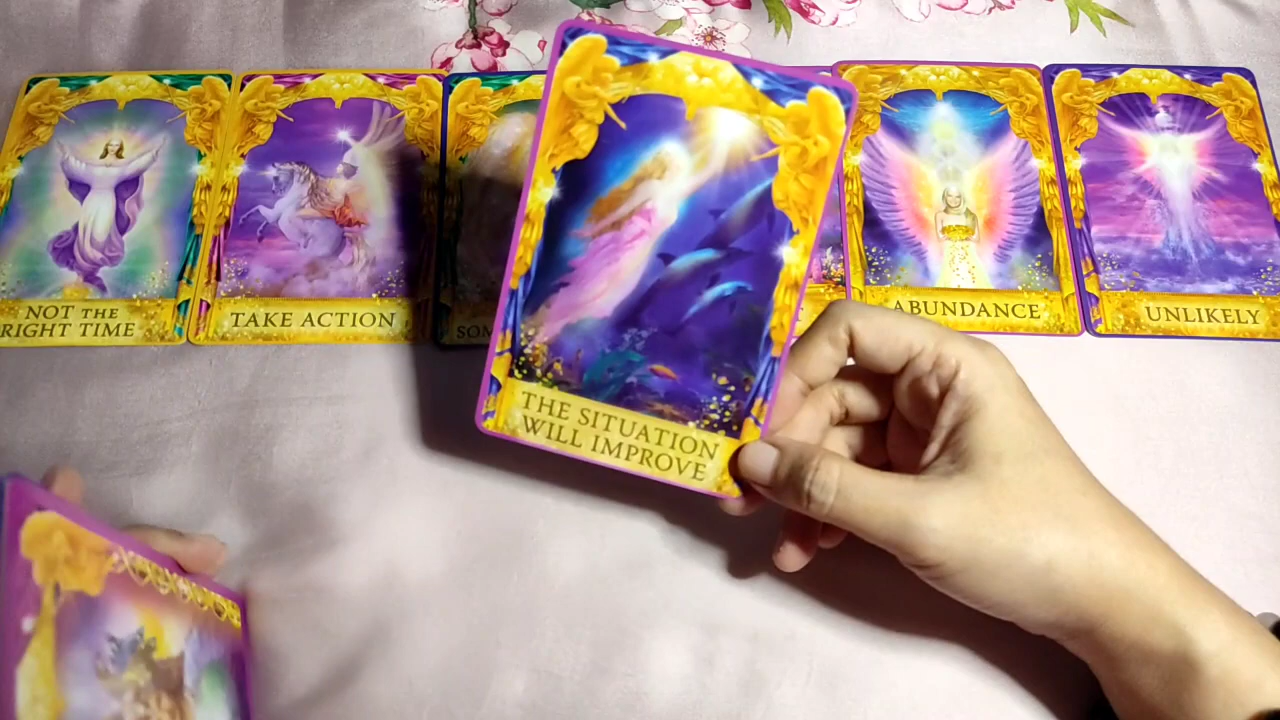 NOT THE
RIGHT TIME
TAKE ACTION
THE SITUATION
WILL IMPROVE
ABUNDANCE
UNLIKELY